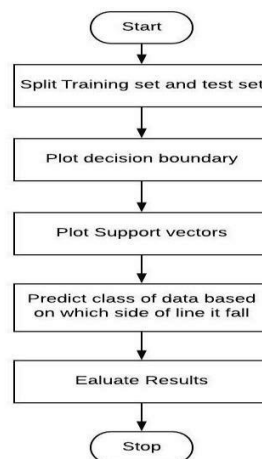 Start
Split Training set and test set
Plot decision boundary
Plot Support vectors
Predict class of data based
on which side of line it fall
Ealuate Results
Stop